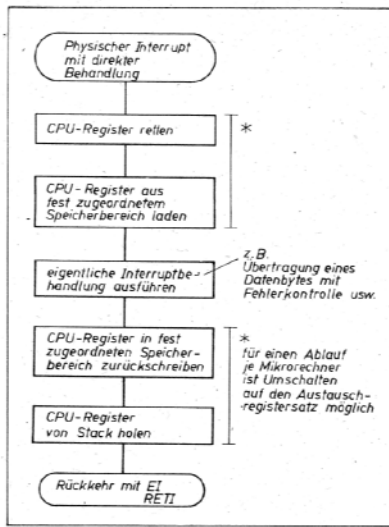 Physischer Interrupt
mit direkter
Behandlung
CPU-Register retten
*
CPU-Register aus
fest zugeordnetem
Speicherbereich laden
eigentliche Interruptbe-
handlung ausführen
z.B.
Übertragung eines
Datenbytes mit
Fehlerkontrolle usw.
CPU-Register in fest
zugeordneten Speicher-
bereich zurückschreiben
*
für einen Ablauf
je Mikrorechner
ist Umschalten
auf den Austausch-
registersatz möglich
CPU-Register
von Stack holen
Rückkehr mit EI
RETI